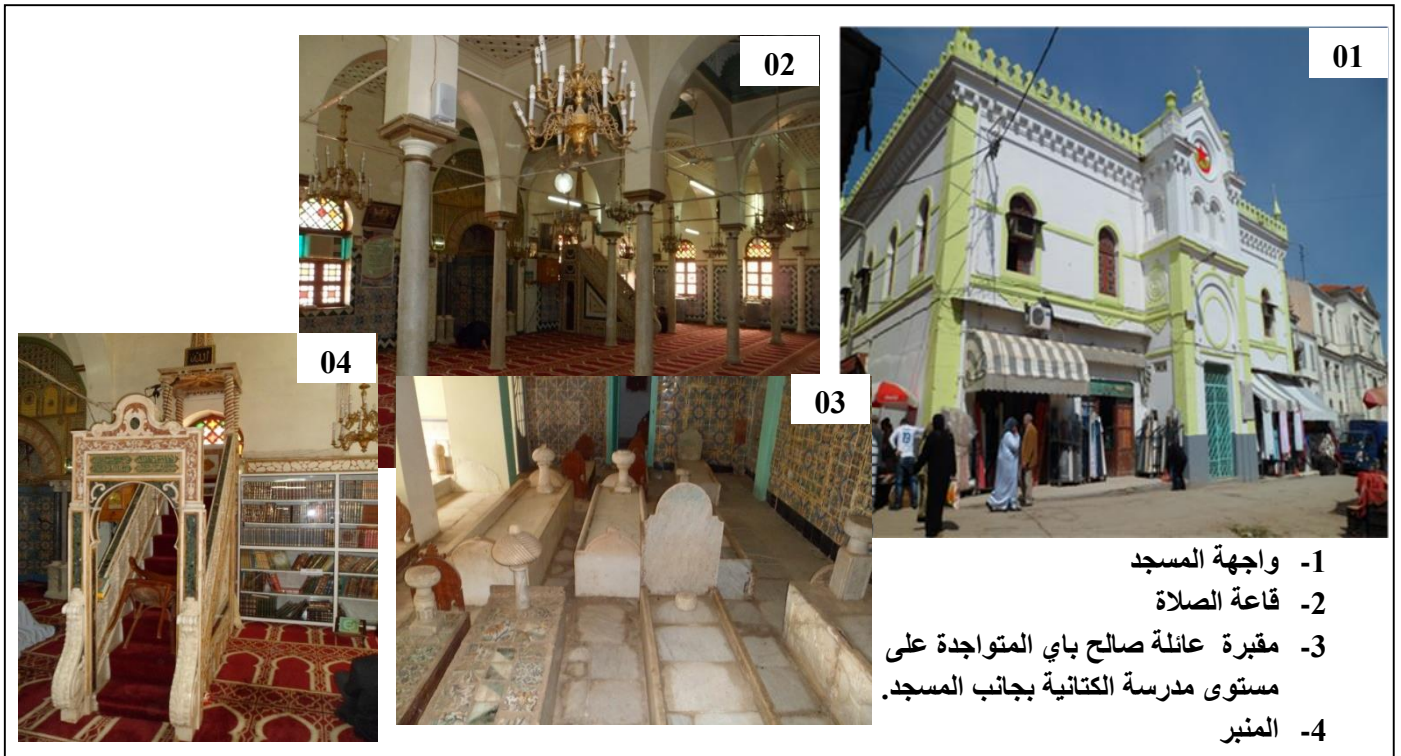 01
02
03
04
1- واجهة المسجد
2- قاعة الصلاة
3- مقبرة عائلة صالح باي المتواجدة على
مستوى مدرسة الكتانية بجانب المسجد.
4- المنبر